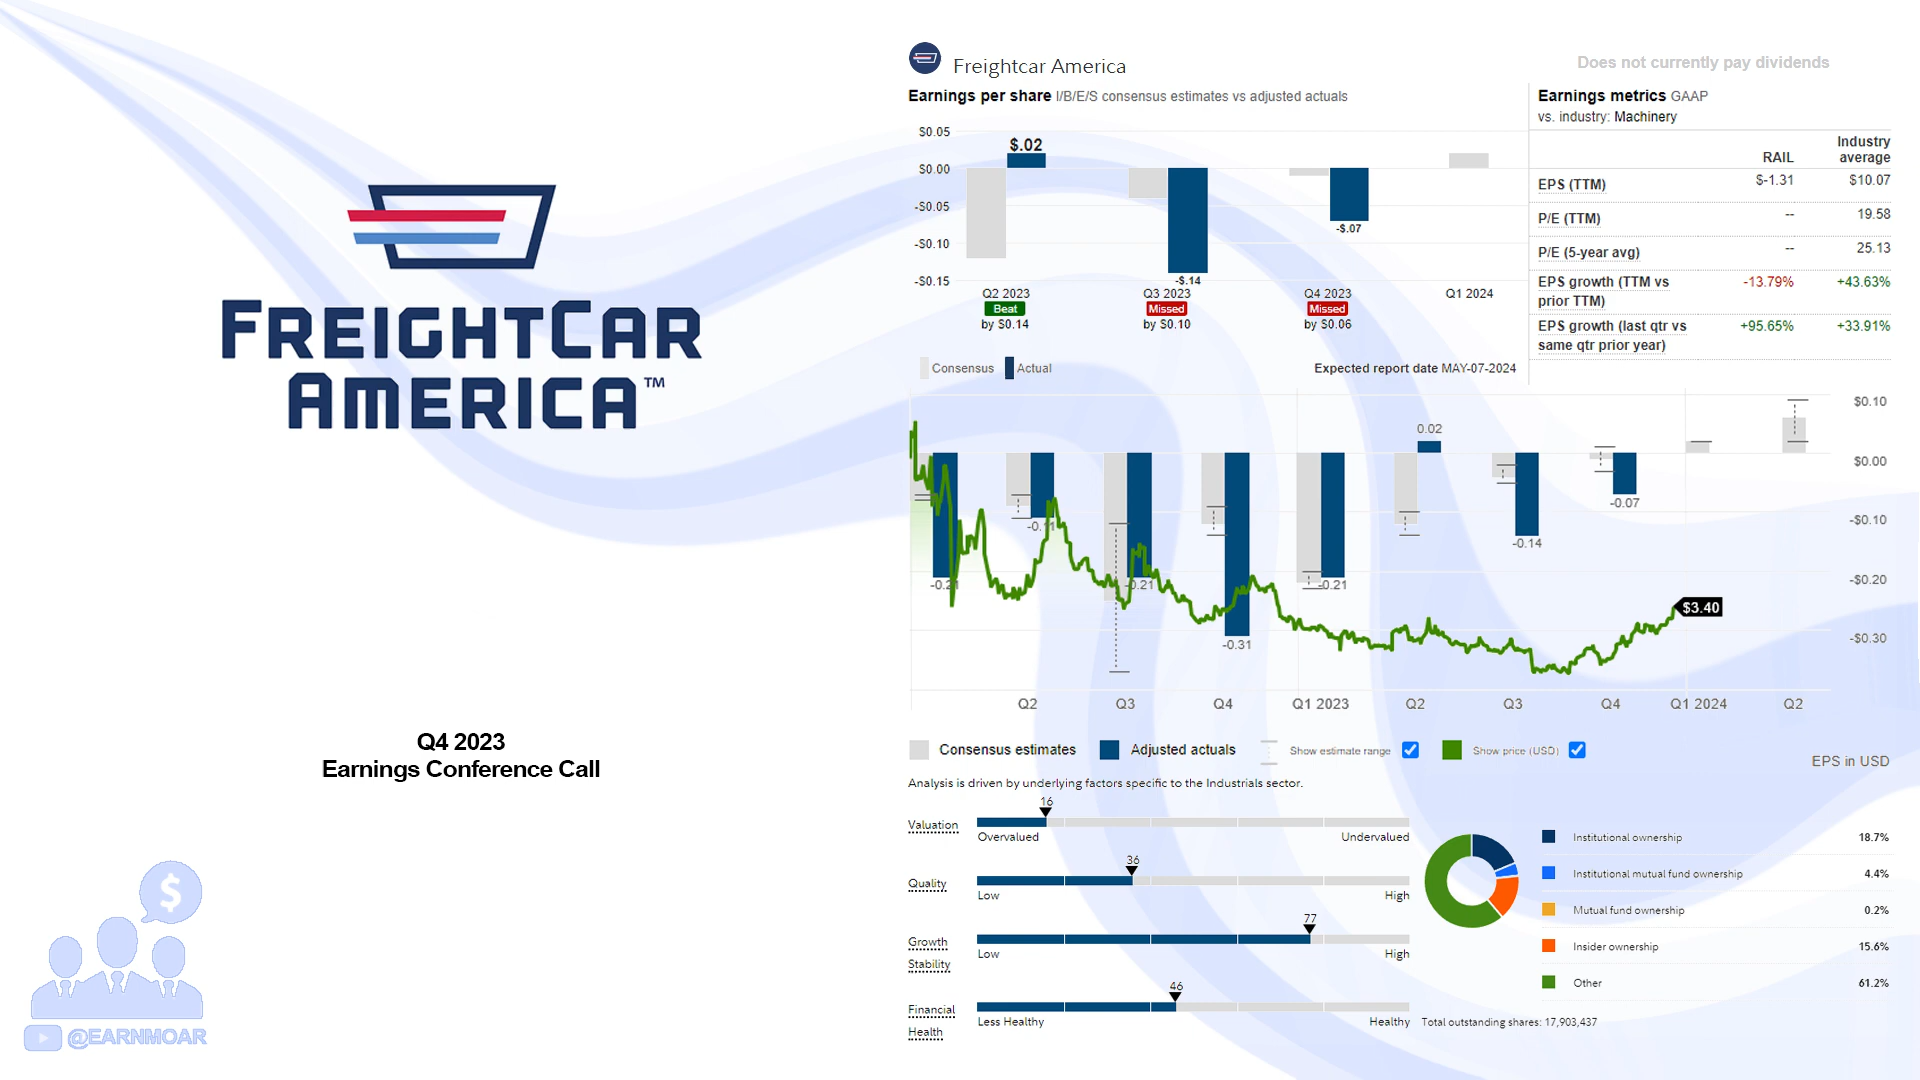 FREIGHTCAR
AMERICA™
Q4 2023
Earnings Conference Call
$
@EARNMOAR
Freightcar America
Does not currently pay dividends
Earnings per share I/B/E/S consensus estimates vs adjusted actuals
$0.05
$0.00
-$0.05
-$0.10
-$0.15
$.02
-$.14
-$.07
Q2 2023
Beat
by $0.14
Q3 2023
Missed
by $0.10
Q4 2023
Missed
by $0.06
Q1 2024
Consensus
Actual
Expected report date MAY-07-2024
Earnings metrics GAAP
vs. industry: Machinery
RAIL
Industry
average
EPS (TTM)
$-1.31
$10.07
P/E (TTM)
--
19.58
P/E (5-year avg)
--
25.13
EPS growth (TTM vs
prior TTM)
-13.79%
+43.63%
EPS growth (last qtr vs
same qtr prior year)
+95.65%
+33.91%
$0.10
$0.00
-$0.10
-$0.20
-$0.30
-0.21
-0.11
-0.21
-0.31
-0.21
0.02
-0.14
-0.07
$3.40
Q2
Q3
Q4
Q1 2023
Q2
Q3
Q4
Q1 2024
Q2
Consensus estimates
Adjusted actuals
Show estimate range
Show price (USD)
EPS in USD
Analysis is driven by underlying factors specific to the Industrials sector.
Valuation
16
Overvalued
Undervalued
Quality
36
Low
High
Growth
Stability
77
Low
High
Financial
Health
46
Less Healthy
Healthy
Institutional ownership
18.7%
Institutional mutual fund ownership
4.4%
Mutual fund ownership
0.2%
Insider ownership
15.6%
Other
61.2%
Total outstanding shares: 17,903,437